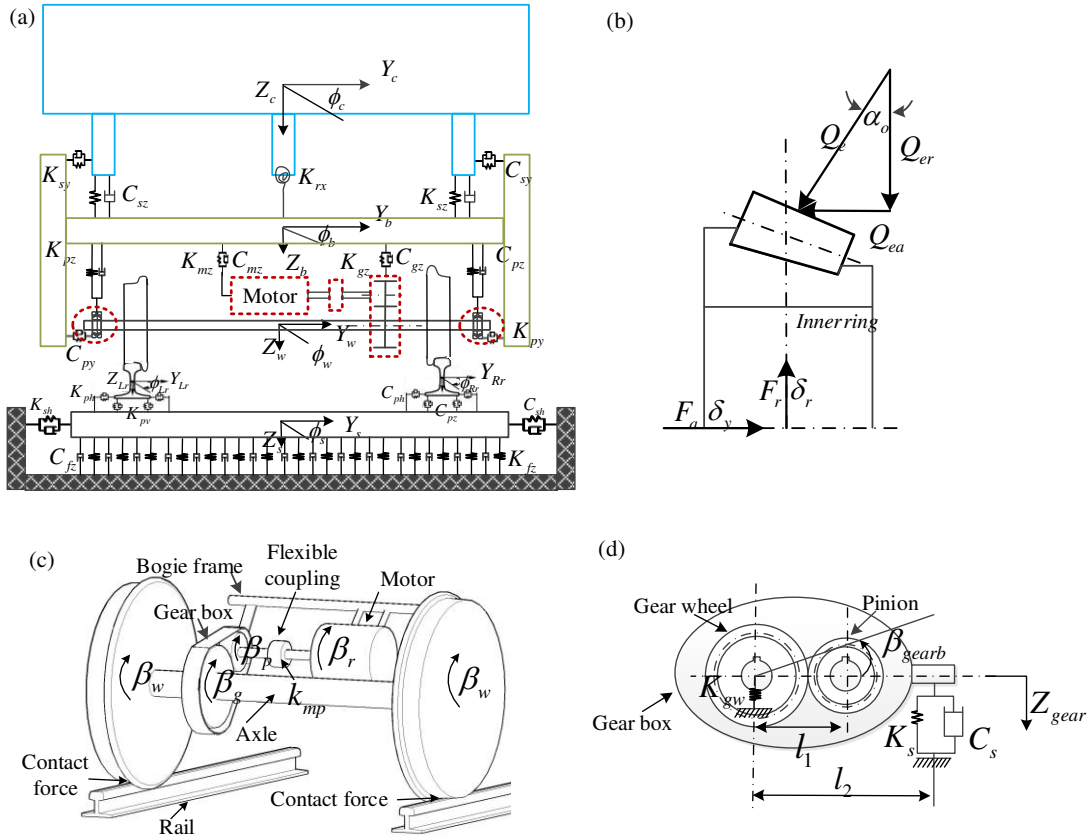 (a)
Y_c
Z_c
ϕ_c
K_sy
C_sy
C_sz
K_rx
K_sz
Y_b
ϕ_b
Z_b
K_pz
K_mz
C_mz
K_gz
C_gz
C_pz
Motor
C_py
Y_w
Z_w
ϕ_w
K_py
Z_Lr
ϕ_Lr
Y_Lr
Y_Rr
ϕ_Rr
K_ph
K_pv
C_ph
C_pz
K_sh
C_sh
Y_s
Z_s
ϕ_s
C_fz
K_fz
(b)
α_o
Q_e
Q_er
Q_ea
Innerring
F_r δ_r
F_a δ_y
(c)
Flexible
coupling
Bogie frame
Motor
Gear box
β_w
β_p
β_r
β_g
k_mp
β_w
Axle
Contact
force
Rail
Contact force
(d)
Gear wheel
Pinion
β_gearb
K_gw
Z_gear
Gear box
l_1
K_s
C_s
l_2